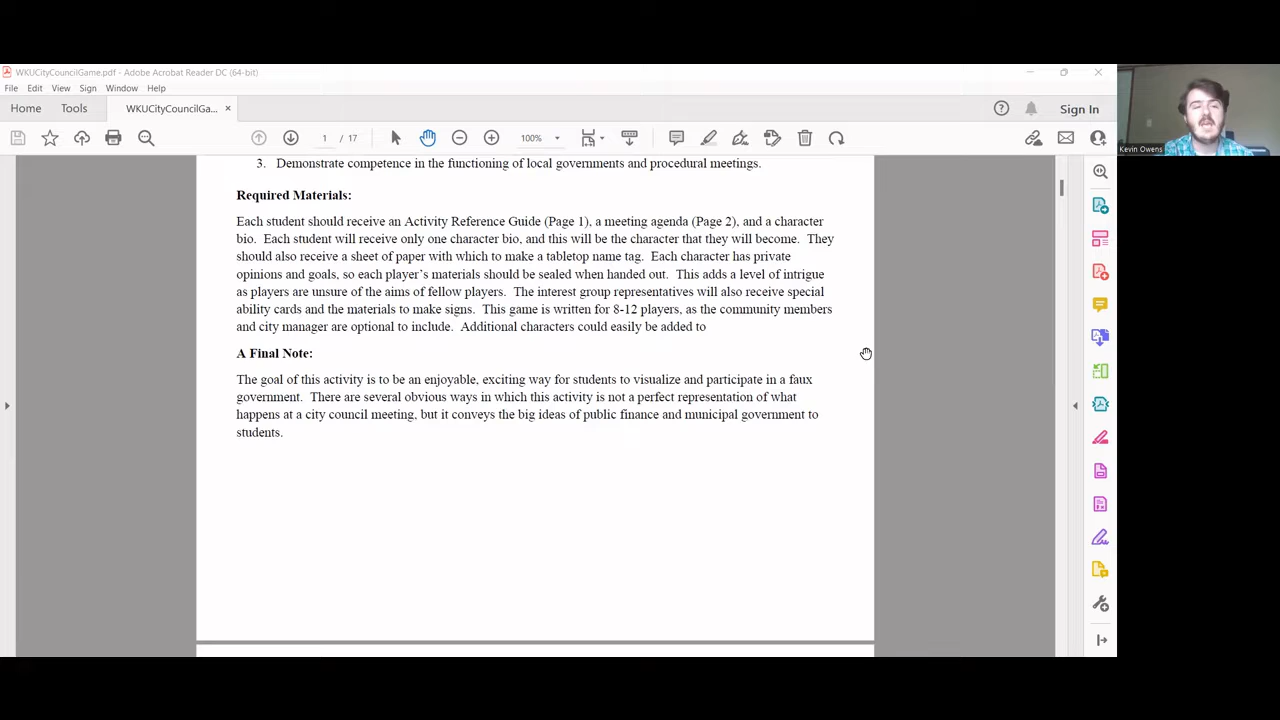 WKUCityCouncilGame.pdf - Adobe Acrobat Reader DC (64-bit)
File Edit View Sign Window Help
Home Tools WKUCityCouncilGa... × Sign In
1 / 17 100%
Kevin Owens
3. Demonstrate competence in the functioning of local governments and procedural meetings.
Required Materials:
Each student should receive an Activity Reference Guide (Page 1), a meeting agenda (Page 2), and a character
bio. Each student will receive only one character bio, and this will be the character that they will become. They
should also receive a sheet of paper with which to make a tabletop name tag. Each character has private
opinions and goals, so each player's materials should be sealed when handed out. This adds a level of intrigue
as players are unsure of the aims of fellow players. The interest group representatives will also receive special
ability cards and the materials to make signs. This game is written for 8-12 players, as the community members
and city manager are optional to include. Additional characters could easily be added to
A Final Note:
The goal of this activity is to be an enjoyable, exciting way for students to visualize and participate in a faux
government. There are several obvious ways in which this activity is not a perfect representation of what
happens at a city council meeting, but it conveys the big ideas of public finance and municipal government to
students.